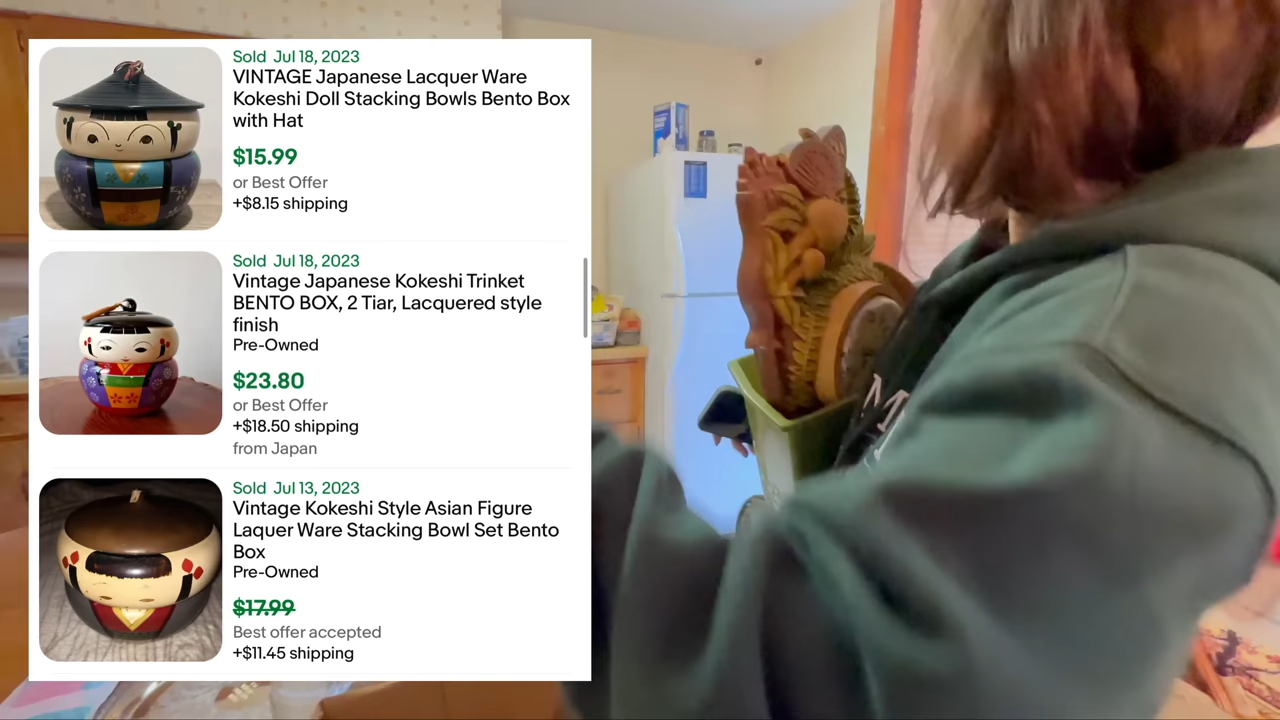 Sold Jul 18, 2023
VINTAGE Japanese Lacquer Ware
Kokeshi Doll Stacking Bowls Bento Box
with Hat
$15.99
or Best Offer
+$8.15 shipping
Sold Jul 18, 2023
Vintage Japanese Kokeshi Trinket
BENTO BOX, 2 Tiar, Lacquered style
finish
Pre-Owned
$23.80
or Best Offer
+$18.50 shipping
from Japan
Sold Jul 13, 2023
Vintage Kokeshi Style Asian Figure
Laquer Ware Stacking Bowl Set Bento
Box
Pre-Owned
$17.99
Best offer accepted
+$11.45 shipping